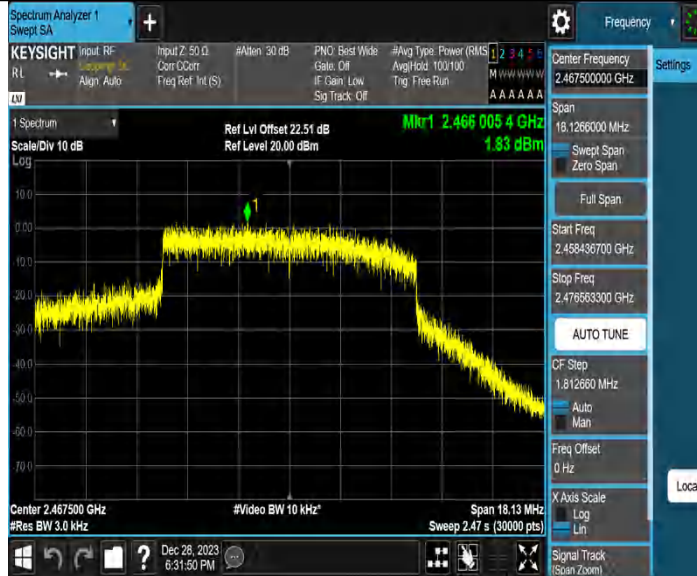 Spectrum Analyzer 1
Swept SA
+
Frequency
KEYSIGHT
RL
Input: RF
Align: Auto
Input Z: 50 Ω
Corr CCorr
Freq Ref: Int (S)
#Atten: 30 dB
PNO: Best Wide
Gate: Off
IF Gain: Low
Sig Track: Off
#Avg Type: Power (RMS
Avg|Hold: 100/100
Trig: Free Run
1 2 3 4 5 6
M W W W W W
A A A A A A
LXI
1 Spectrum
Scale/Div 10 dB
Log
Ref Lvl Offset 22.51 dB
Ref Level 20.00 dBm
Mkr1 2.466 005 4 GHz
1.83 dBm
10.0
0.00
-10.0
-20.0
-30.0
-40.0
-50.0
-60.0
-70.0
1
Center 2.467500 GHz
#Res BW 3.0 kHz
#Video BW 10 kHz*
Span 18.13 MHz
Sweep 2.47 s (30000 pts)
?
Dec 28, 2023
6:31:50 PM
Center Frequency
2.467500000 GHz
Settings
Span
18.1266000 MHz
Swept Span
Zero Span
Full Span
Start Freq
2.458436700 GHz
Stop Freq
2.476563300 GHz
AUTO TUNE
CF Step
1.812660 MHz
Auto
Man
Freq Offset
0 Hz
X Axis Scale
Log
Lin
Loca
Signal Track
(Span Zoom)